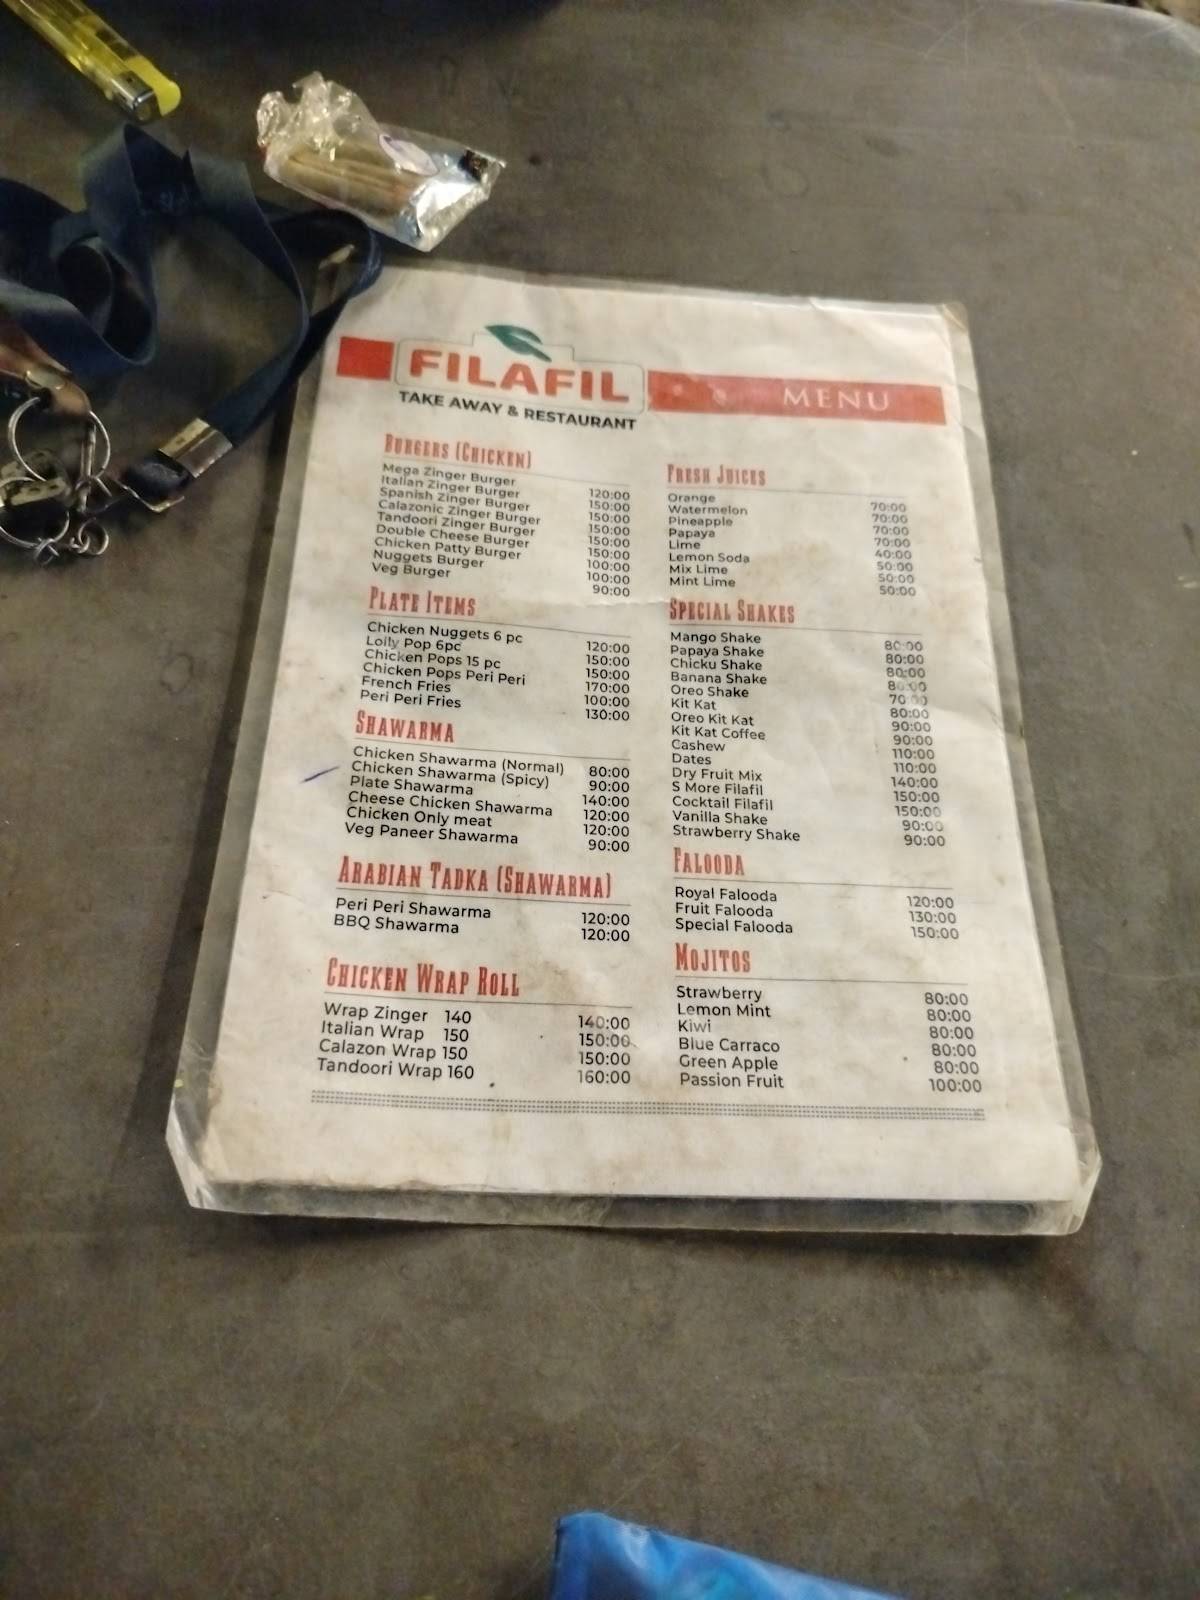 FILAFIL
TAKE AWAY & RESTAURANT
MENU
BURGERS (CHICKEN)
Mega Zinger Burger 120:00
Italian Zinger Burger 150:00
Spanish Zinger Burger 150:00
Calazonic Zinger Burger 150:00
Tandoori Zinger Burger 150:00
Double Cheese Burger 150:00
Chicken Patty Burger 100:00
Nuggets Burger 100:00
Veg Burger 90:00
PLATE ITEMS
Chicken Nuggets 6 pc 120:00
Lolly Pop 6pc 150:00
Chicken Pops 15 pc 150:00
Chicken Pops Peri Peri 170:00
French Fries 100:00
Peri Peri Fries 130:00
SHAWARMA
Chicken Shawarma (Normal) 80:00
Chicken Shawarma (Spicy) 90:00
Plate Shawarma 140:00
Cheese Chicken Shawarma 120:00
Chicken Only meat 120:00
Veg Paneer Shawarma 90:00
ARABIAN TADKA (SHAWARMA)
Peri Peri Shawarma 120:00
BBQ Shawarma 120:00
CHICKEN WRAP ROLL
Wrap Zinger 140 140:00
Italian Wrap 150 150:00
Calazon Wrap 150 150:00
Tandoori Wrap 160 160:00
FRESH JUICES
Orange 70:00
Watermelon 70:00
Pineapple 70:00
Papaya 70:00
Lime 40:00
Lemon Soda 50:00
Mix Lime 50:00
Mint Lime 50:00
SPECIAL SHAKES
Mango Shake 80:00
Papaya Shake 80:00
Chicku Shake 80:00
Banana Shake 80:00
Oreo Shake 70:00
Kit Kat 80:00
Oreo Kit Kat 90:00
Kit Kat Coffee 90:00
Cashew 110:00
Dates 110:00
Dry Fruit Mix 140:00
S More Filafil 150:00
Cocktail Filafil 150:00
Vanilla Shake 90:00
Strawberry Shake 90:00
FALOODA
Royal Falooda 120:00
Fruit Falooda 130:00
Special Falooda 150:00
MOJITOS
Strawberry 80:00
Lemon Mint 80:00
Kiwi 80:00
Blue Carraco 80:00
Green Apple 80:00
Passion Fruit 100:00